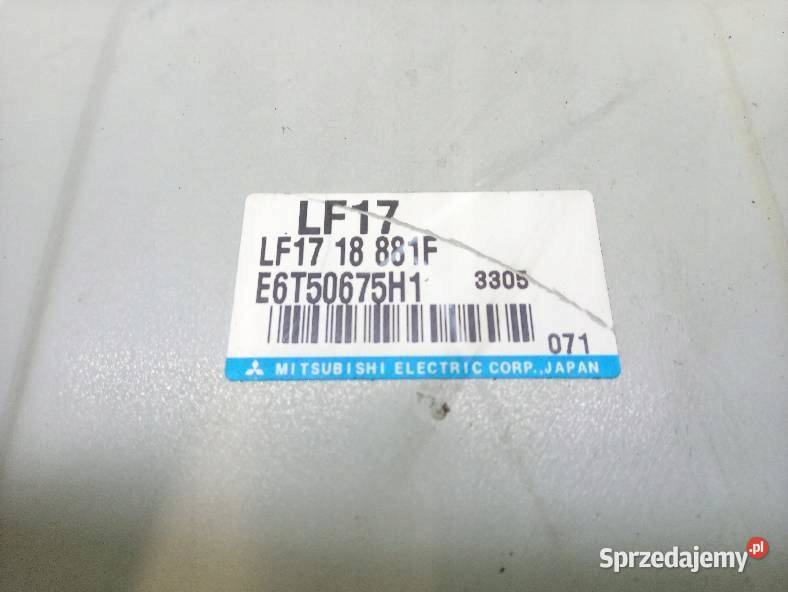 LF17
LF17 18 881F
E6T50675H1 3305
071
MITSUBISHI ELECTRIC CORP., JAPAN
Sprzedajemy.pl